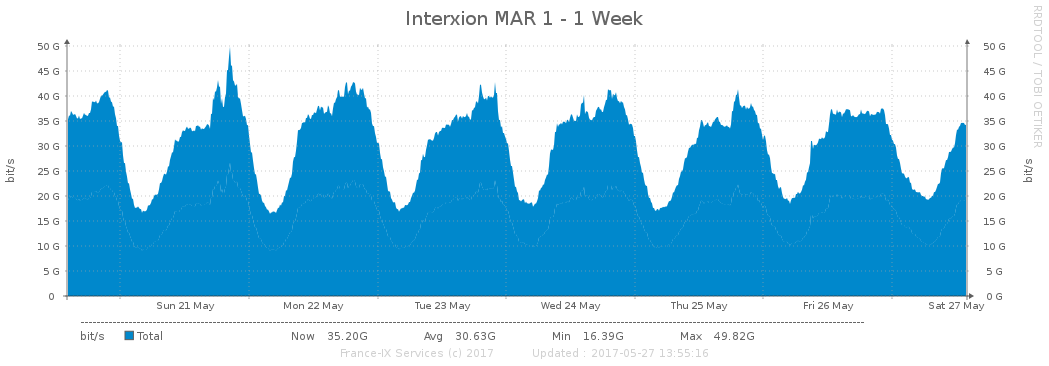 Interxion MAR 1 - 1 Week
RRDTOOL / TOBI OETIKER
50 G 50 G
45 G 45 G
40 G 40 G
35 G 35 G
30 G 30 G
25 G 25 G
20 G 20 G
15 G 15 G
10 G 10 G
5 G 5 G
0 0 G
bit/s
bit/s
Sun 21 May Mon 22 May Tue 23 May Wed 24 May Thu 25 May Fri 26 May Sat 27 May
bit/s Total Now 35.20G Avg 30.63G Min 16.39G Max 49.82G
France-IX Services (c) 2017 Updated : 2017-05-27 13:55:16